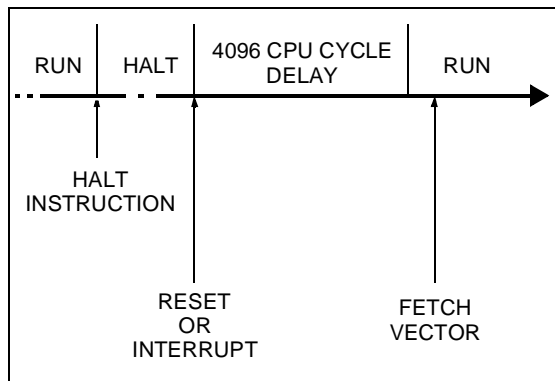 RUN
HALT
4096 CPU CYCLE
DELAY
RUN
HALT
INSTRUCTION
RESET
OR
INTERRUPT
FETCH
VECTOR